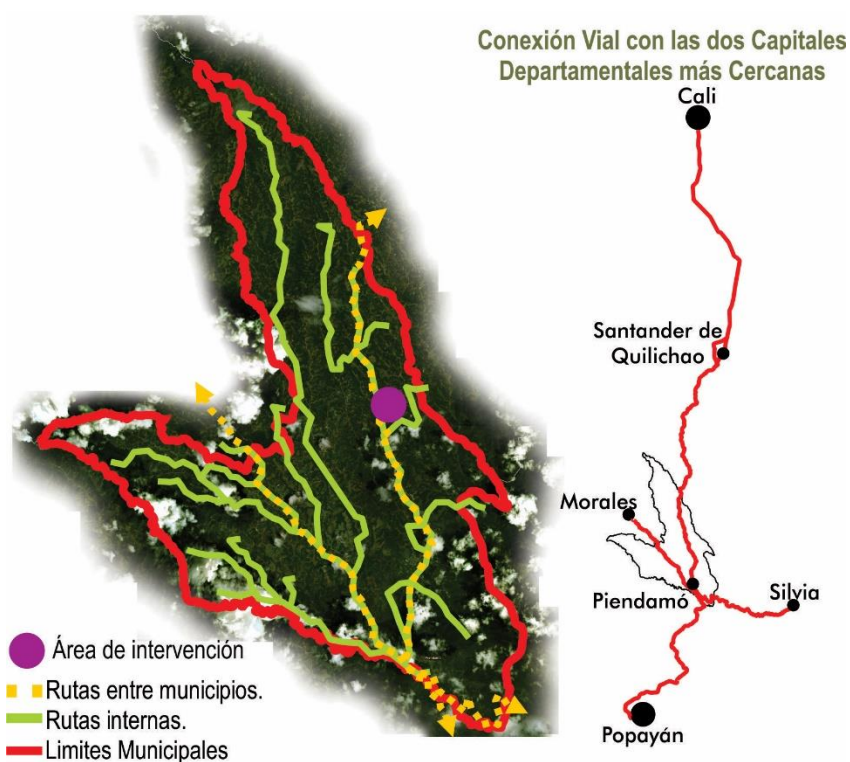 Conexión Vial con las dos Capitales
Departamentales más Cercanas
Cali
Santander de
Quilichao
Morales
Piendamó
Silvia
Popayán
Área de intervención
Rutas entre municipios.
Rutas internas.
Limites Municipales